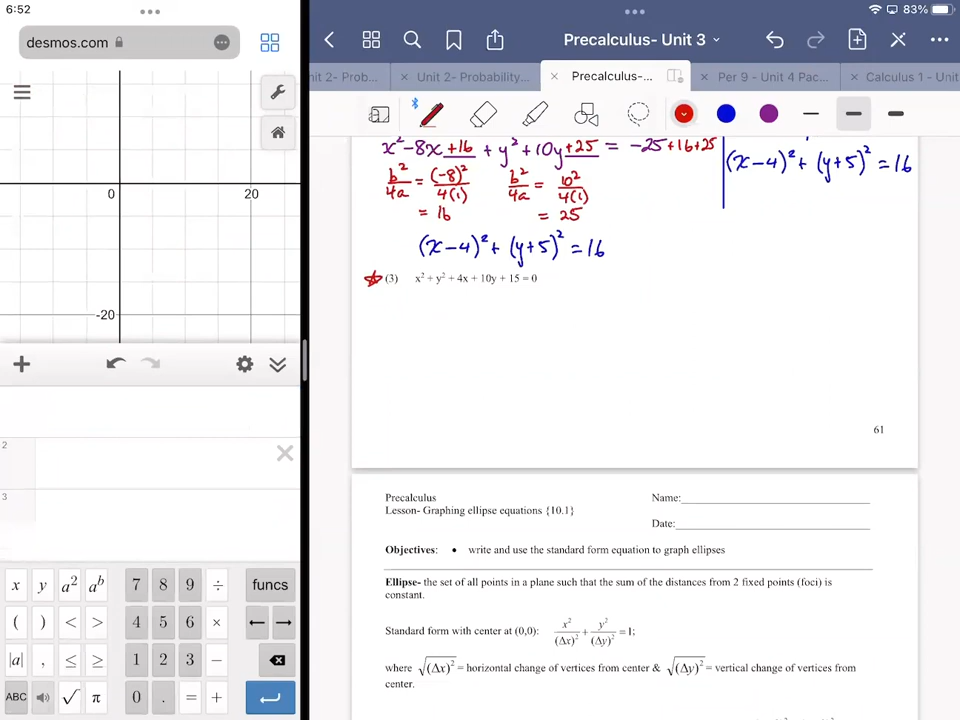 6:52
83%
desmos.com
Precalculus- Unit 3
nit 2- Prob...
Unit 2- Probability...
Precalculus-...
Per 9 - Unit 4 Pac...
Calculus 1 - Unit
x² -8x +16 + y² +10y +25 = -25+16+25
(x-4)² + (y+5)² = 16
b²/4a = (-8)²/4(1) b²/4a = 10²/4(1)
= 16 = 25
(x-4)² + (y+5)² = 16
(3) x² + y² + 4x + 10y + 15 = 0
61
Precalculus Name:
Lesson- Graphing ellipse equations {10.1}
Date:
Objectives: • write and use the standard form equation to graph ellipses
Ellipse- the set of all points in a plane such that the sum of the distances from 2 fixed points (foci) is
constant.
Standard form with center at (0,0): x²/(Δx)² + y²/(Δy)² = 1;
where √(Δx)² = horizontal change of vertices from center & √(Δy)² = vertical change of vertices from
center.
0 20
-20
2
3
x y a² a^b 7 8 9 ÷ funcs
( ) < > 4 5 6 × ← →
|a| , ≤ ≥ 1 2 3 −
ABC √ π 0 . = +